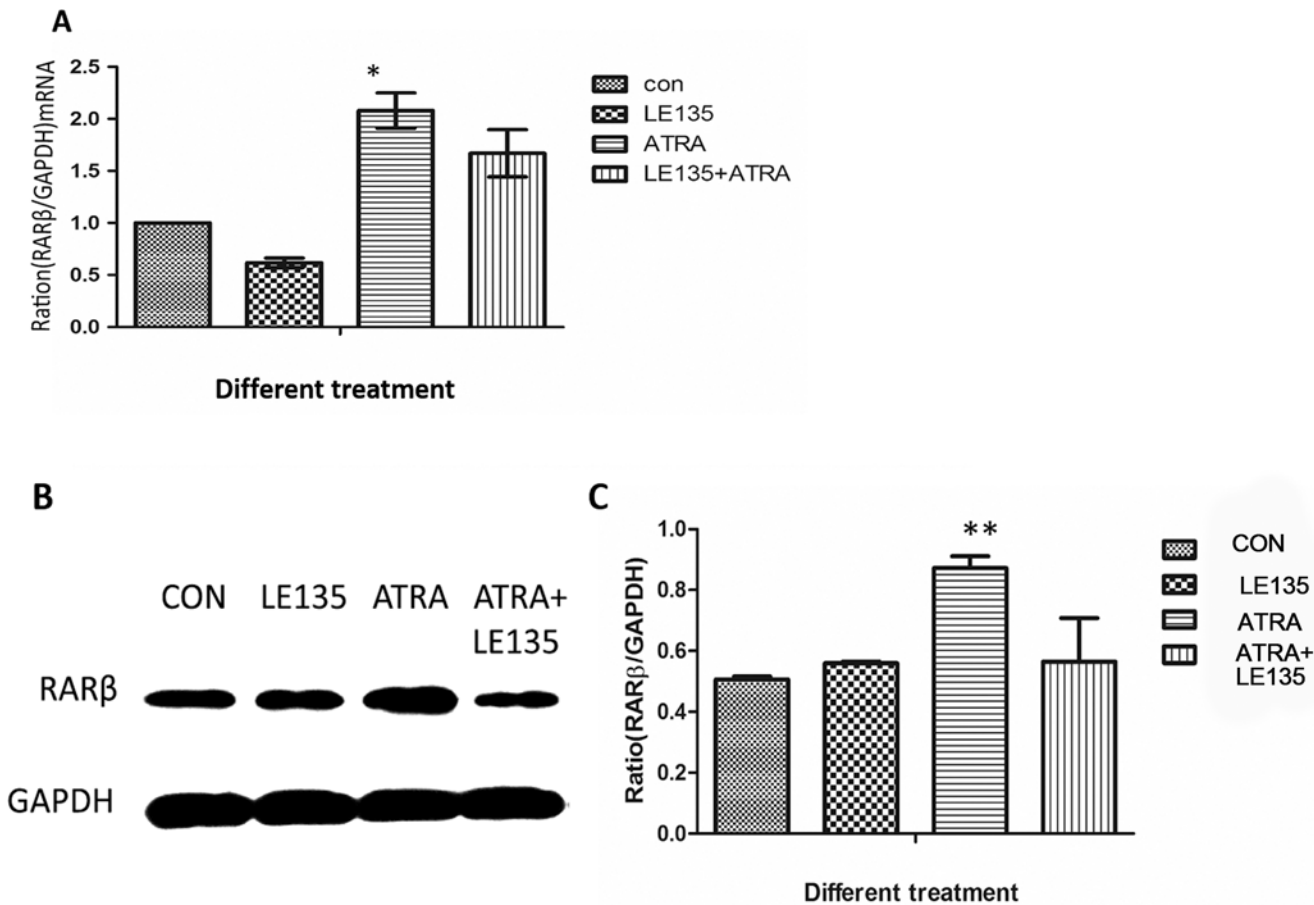 A
Ration(RARβ/GAPDH)mRNA
2.5
2.0
1.5
1.0
0.5
0.0
*
con
LE135
ATRA
LE135+ATRA
Different treatment
B
CON LE135 ATRA ATRA+
LE135
RARβ
GAPDH
C
Ratio(RARβ/GAPDH)
1.0
0.8
0.6
0.4
0.2
0.0
**
CON
LE135
ATRA
ATRA+
LE135
Different treatment